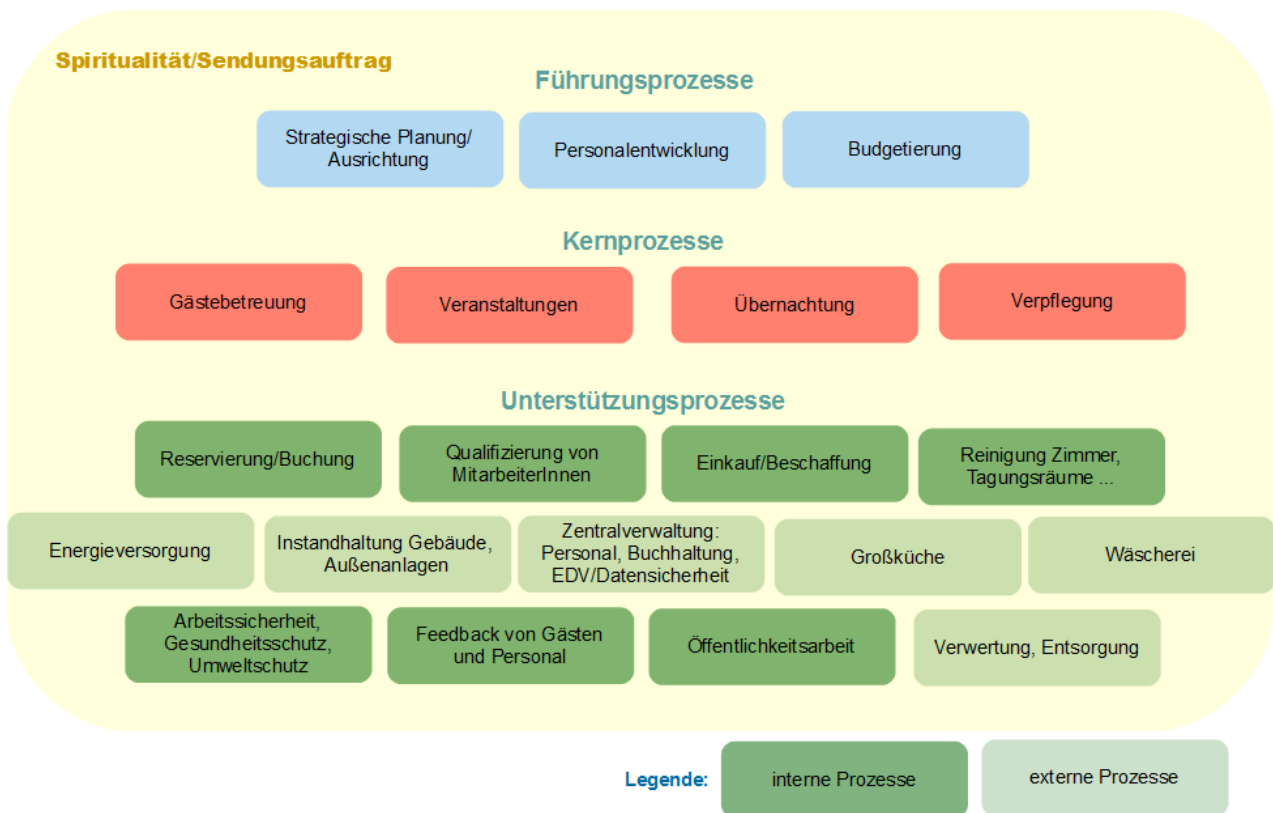 Spiritualität/Sendungsauftrag
Führungsprozesse
Strategische Planung/
Ausrichtung
Personalentwicklung
Budgetierung
Kernprozesse
Gästebetreuung
Veranstaltungen
Übernachtung
Verpflegung
Unterstützungsprozesse
Reservierung/Buchung
Qualifizierung von
MitarbeiterInnen
Einkauf/Beschaffung
Reinigung Zimmer,
Tagungsräume ...
Energieversorgung
Instandhaltung Gebäude,
Außenanlagen
Zentralverwaltung:
Personal, Buchhaltung,
EDV/Datensicherheit
Großküche
Wäscherei
Arbeitssicherheit,
Gesundheitsschutz,
Umweltschutz
Feedback von Gästen
und Personal
Öffentlichkeitsarbeit
Verwertung, Entsorgung
Legende:
interne Prozesse
externe Prozesse